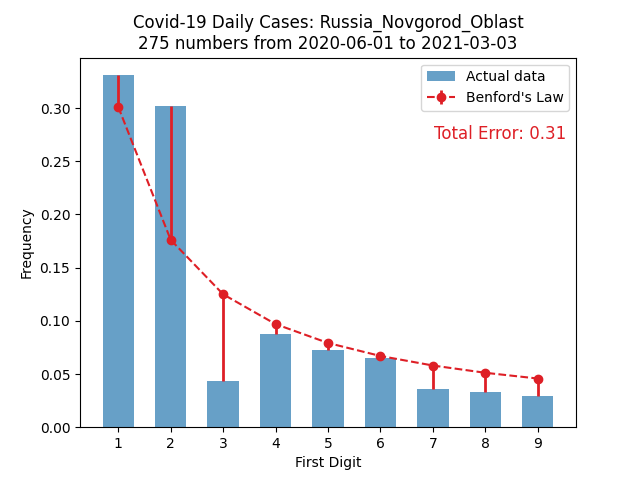 Covid-19 Daily Cases: Russia_Novgorod_Oblast
275 numbers from 2020-06-01 to 2021-03-03
Actual data
Benford's Law
Total Error: 0.31
Frequency
0.30
0.25
0.20
0.15
0.10
0.05
0.00
1 2 3 4 5 6 7 8 9
First Digit